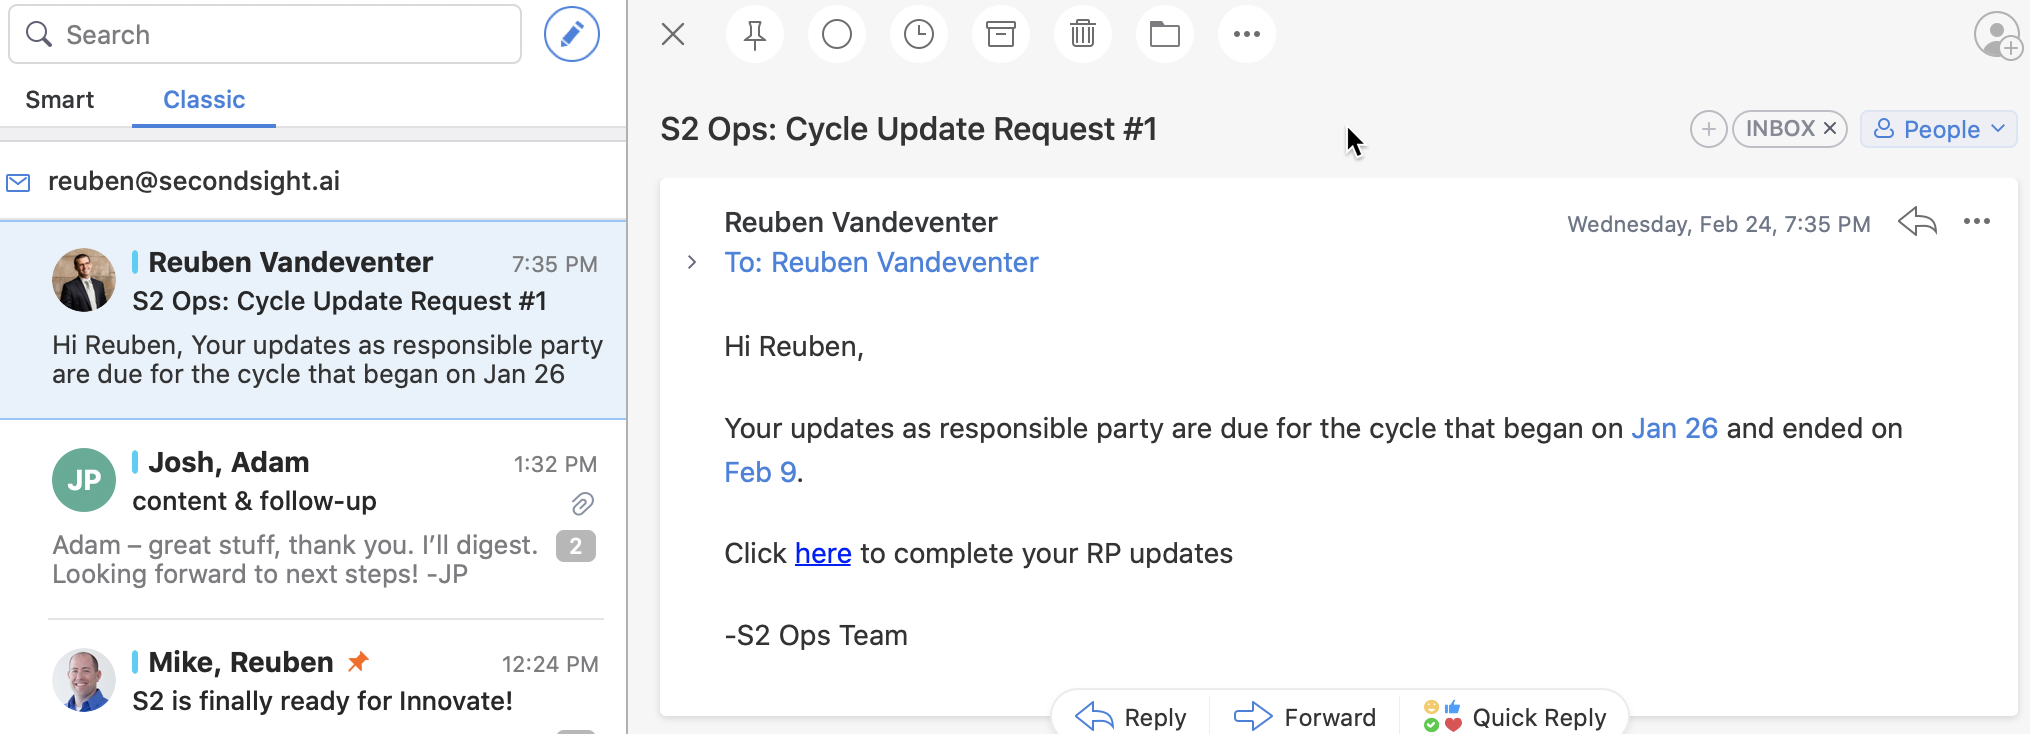 Search
Smart
Classic
reuben@secondsight.ai
Reuben Vandeventer
7:35 PM
S2 Ops: Cycle Update Request #1
Hi Reuben, Your updates as responsible party
are due for the cycle that began on Jan 26
JP
Josh, Adam
1:32 PM
content & follow-up
Adam – great stuff, thank you. I’ll digest.
2
Looking forward to next steps! -JP
Mike, Reuben
12:24 PM
S2 is finally ready for Innovate!
S2 Ops: Cycle Update Request #1
INBOX
People
Reuben Vandeventer
Wednesday, Feb 24, 7:35 PM
To: Reuben Vandeventer
Hi Reuben,
Your updates as responsible party are due for the cycle that began on Jan 26 and ended on
Feb 9.
Click here to complete your RP updates
-S2 Ops Team
Reply
Forward
Quick Reply